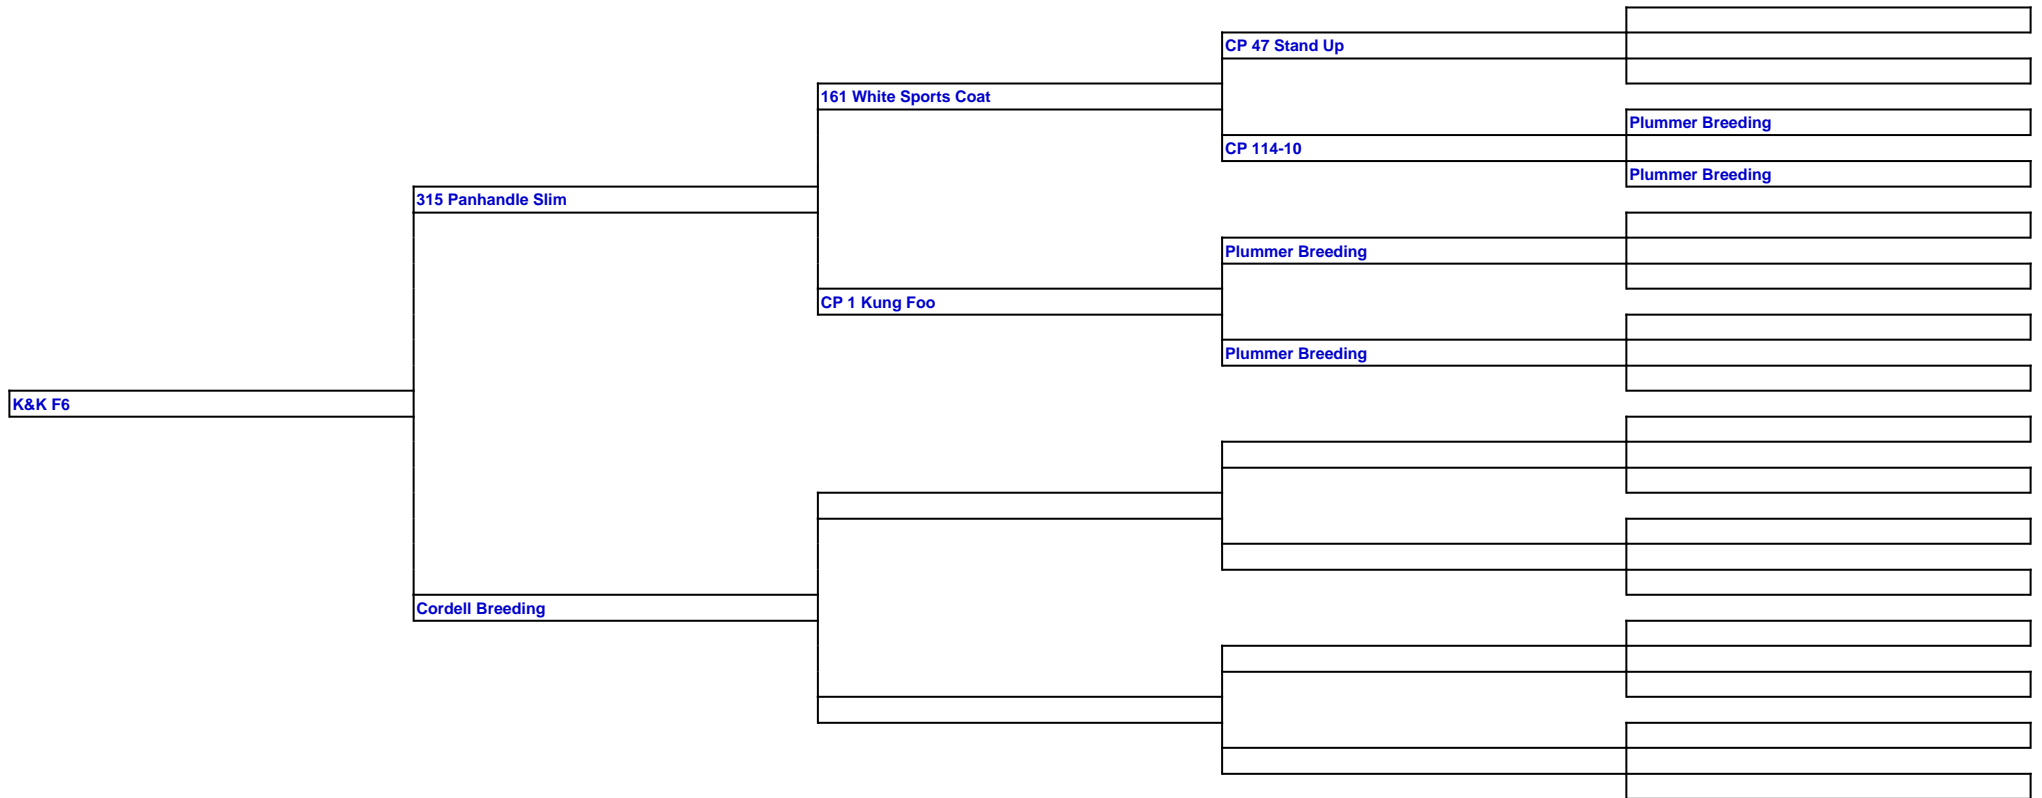 CP 47 Stand Up
161 White Sports Coat
Plummer Breeding
CP 114-10
Plummer Breeding
315 Panhandle Slim
Plummer Breeding
CP 1 Kung Foo
Plummer Breeding
K&K F6
Cordell Breeding